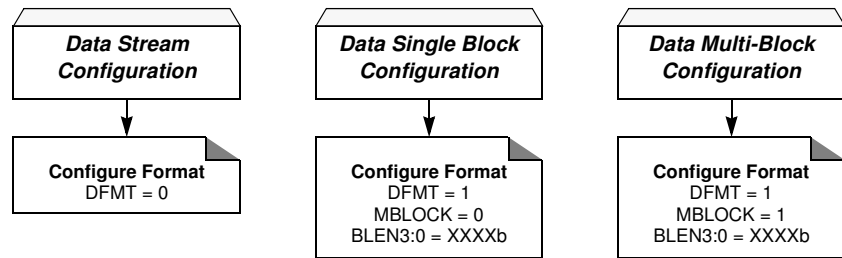 Data Stream
Configuration
Configure Format
DFMT = 0
Data Single Block
Configuration
Configure Format
DFMT = 1
MBLOCK = 0
BLEN3:0 = XXXXb
Data Multi-Block
Configuration
Configure Format
DFMT = 1
MBLOCK = 1
BLEN3:0 = XXXXb